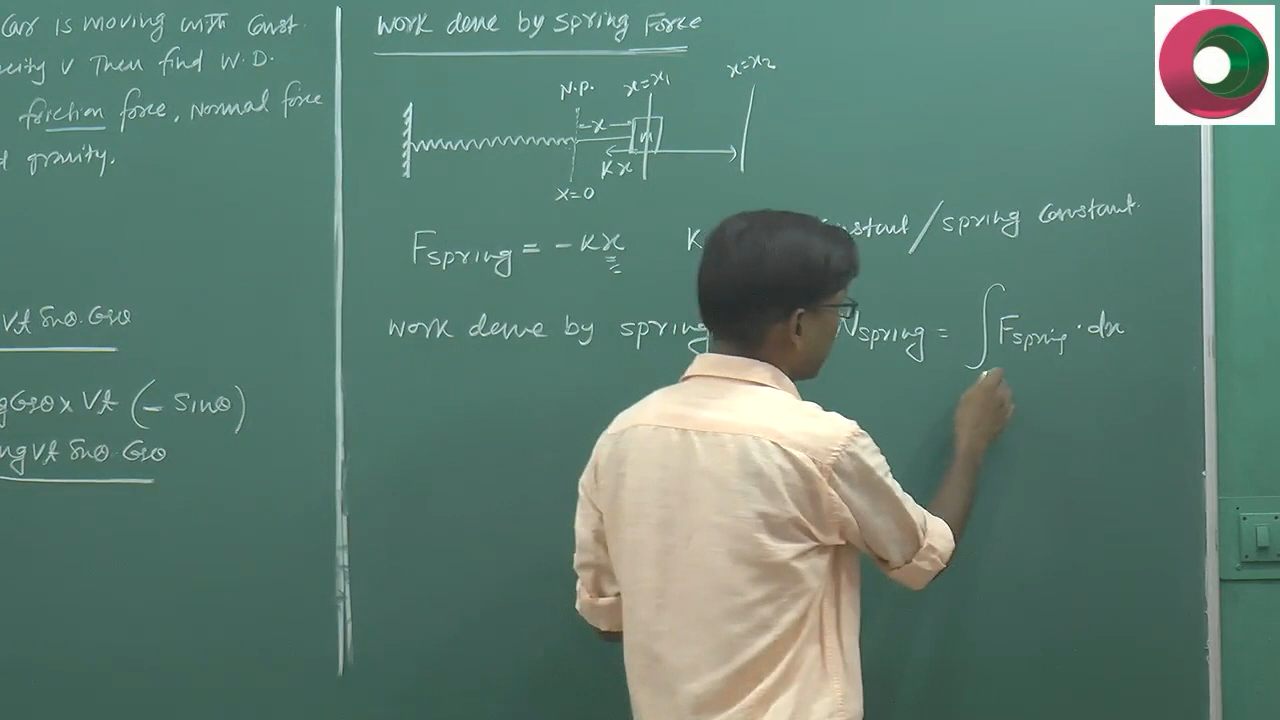 Car is moving with Const.
V Then find W.D.
friction force, Normal force
gravity.
Vt Sinθ.Cosθ
gCosθ x Vt (- Sinθ)
mgVt Sinθ.Cosθ
Work done by Spring Force
N.P. x=x₁ x=x₂
x
m
Kx
x=0
Fspring = -Kx K / spring Constant.
Work done by spring Wspring = ∫ Fspring . dx